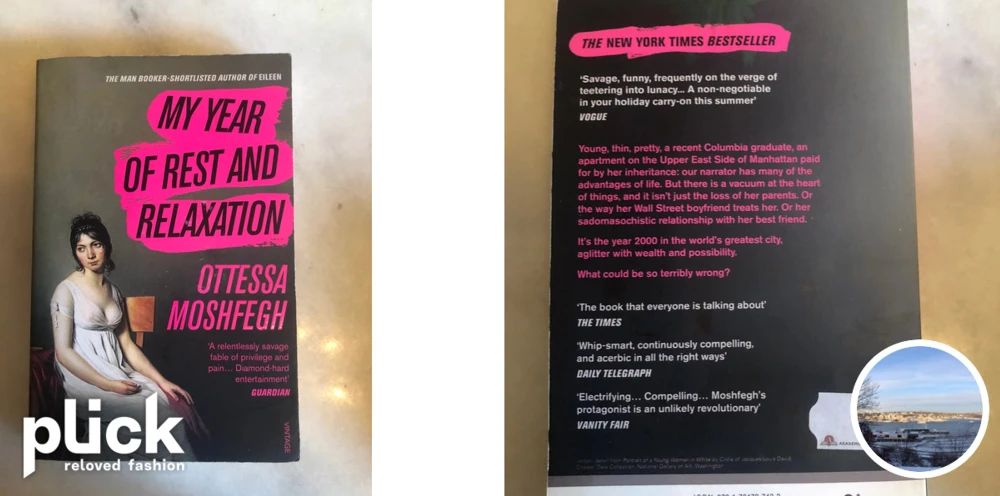 THE MAN BOOKER-SHORTLISTED AUTHOR OF EILEEN
MY YEAR
OF REST AND
RELAXATION
OTTESSA
MOSHFEGH
'A relentlessly savage
fable of privilege and
pain... Diamond-hard
entertainment'
GUARDIAN
VINTAGE
plick
reloved fashion
THE NEW YORK TIMES BESTSELLER
'Savage, funny, frequently on the verge of
teetering into lunacy... A non-negotiable
in your holiday carry-on this summer'
VOGUE
Young, thin, pretty, a recent Columbia graduate, an
apartment on the Upper East Side of Manhattan paid
for by her inheritance: our narrator has many of the
advantages of life. But there is a vacuum at the heart
of things, and it isn't just the loss of her parents. Or
the way her Wall Street boyfriend treats her. Or her
sadomasochistic relationship with her best friend.
It's the year 2000 in the world's greatest city,
aglitter with wealth and possibility.
What could be so terribly wrong?
'The book that everyone is talking about'
THE TIMES
'Whip-smart, continuously compelling,
and acerbic in all the right ways'
DAILY TELEGRAPH
'Electrifying... Compelling... Moshfegh's
protagonist is an unlikely revolutionary'
VANITY FAIR